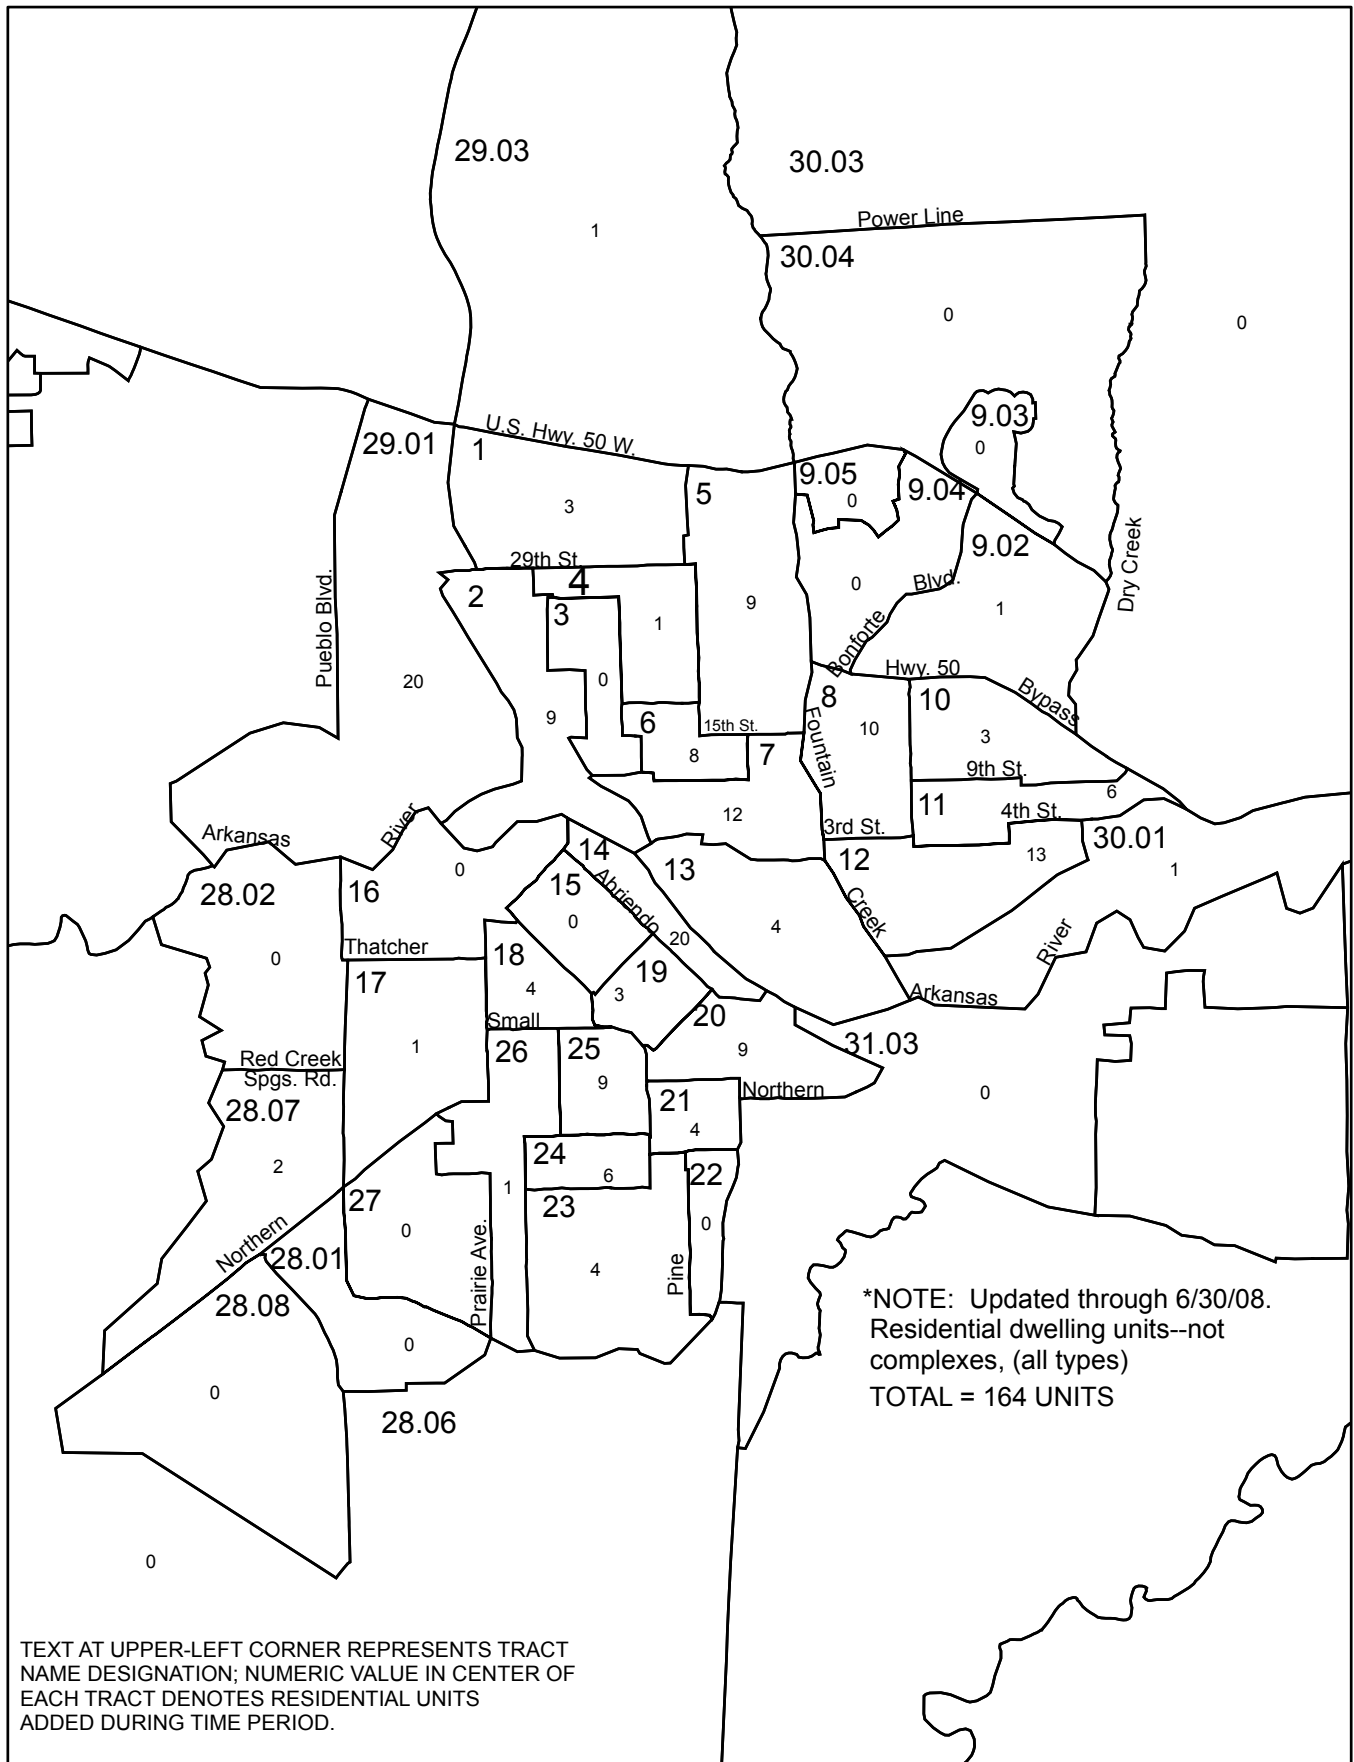 29.03
30.03
1
Power Line
30.04
0
0
9.03
0
U.S. Hwy. 50 W.
29.01
1
5
9.05
0
9.04
3
9.02
29th St.
Dry Creek
2
4
3
Pueblo Blvd.
1
9
0
Blvd.
Bonforte
1
20
0
9
Hwy. 50
Bypass
8
10
6
15th St.
7
Fountain
10
3
8
9th St.
6
11
4th St.
12
3rd St.
Arkansas
River
0
14
13
12
13
30.01
1
28.02
16
15
Abriendo
0
Creek
4
20
Thatcher
0
18
19
River
17
4
3
Arkansas
Small
20
31.03
26
25
9
1
Red Creek
Spgs. Rd.
28.07
9
21
Northern
0
4
24
6
22
2
1
27
23
0
0
Northern
28.01
Prairie Ave.
4
Pine
28.08
0
*NOTE: Updated through 6/30/08.
Residential dwelling units--not
complexes, (all types)
TOTAL = 164 UNITS
0
28.06
0
TEXT AT UPPER-LEFT CORNER REPRESENTS TRACT
NAME DESIGNATION; NUMERIC VALUE IN CENTER OF
EACH TRACT DENOTES RESIDENTIAL UNITS
ADDED DURING TIME PERIOD.